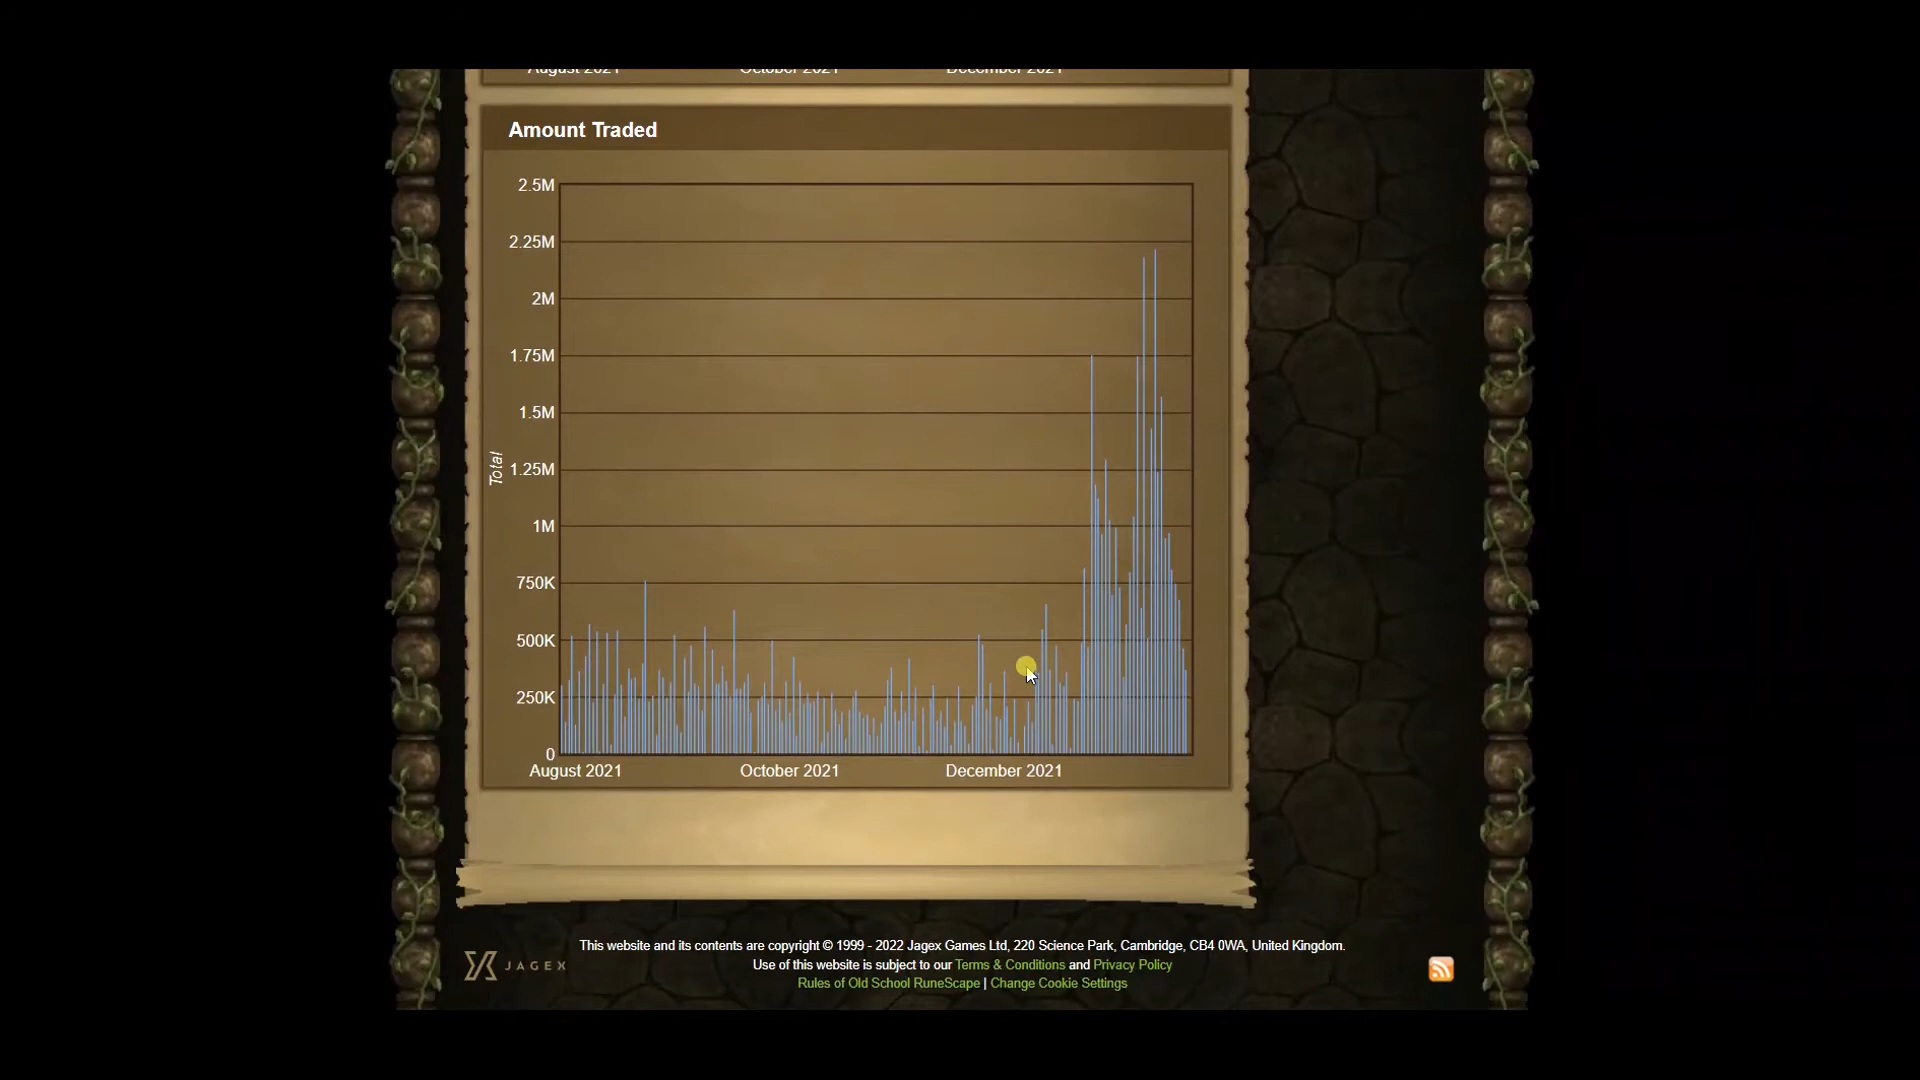 August 2021 October 2021 December 2021
Amount Traded
2.5M
2.25M
2M
1.75M
1.5M
1.25M
1M
750K
500K
250K
0
Total
August 2021 October 2021 December 2021
This website and its contents are copyright © 1999 - 2022 Jagex Games Ltd, 220 Science Park, Cambridge, CB4 0WA, United Kingdom.
JAGEX
Use of this website is subject to our Terms & Conditions and Privacy Policy
Rules of Old School RuneScape | Change Cookie Settings